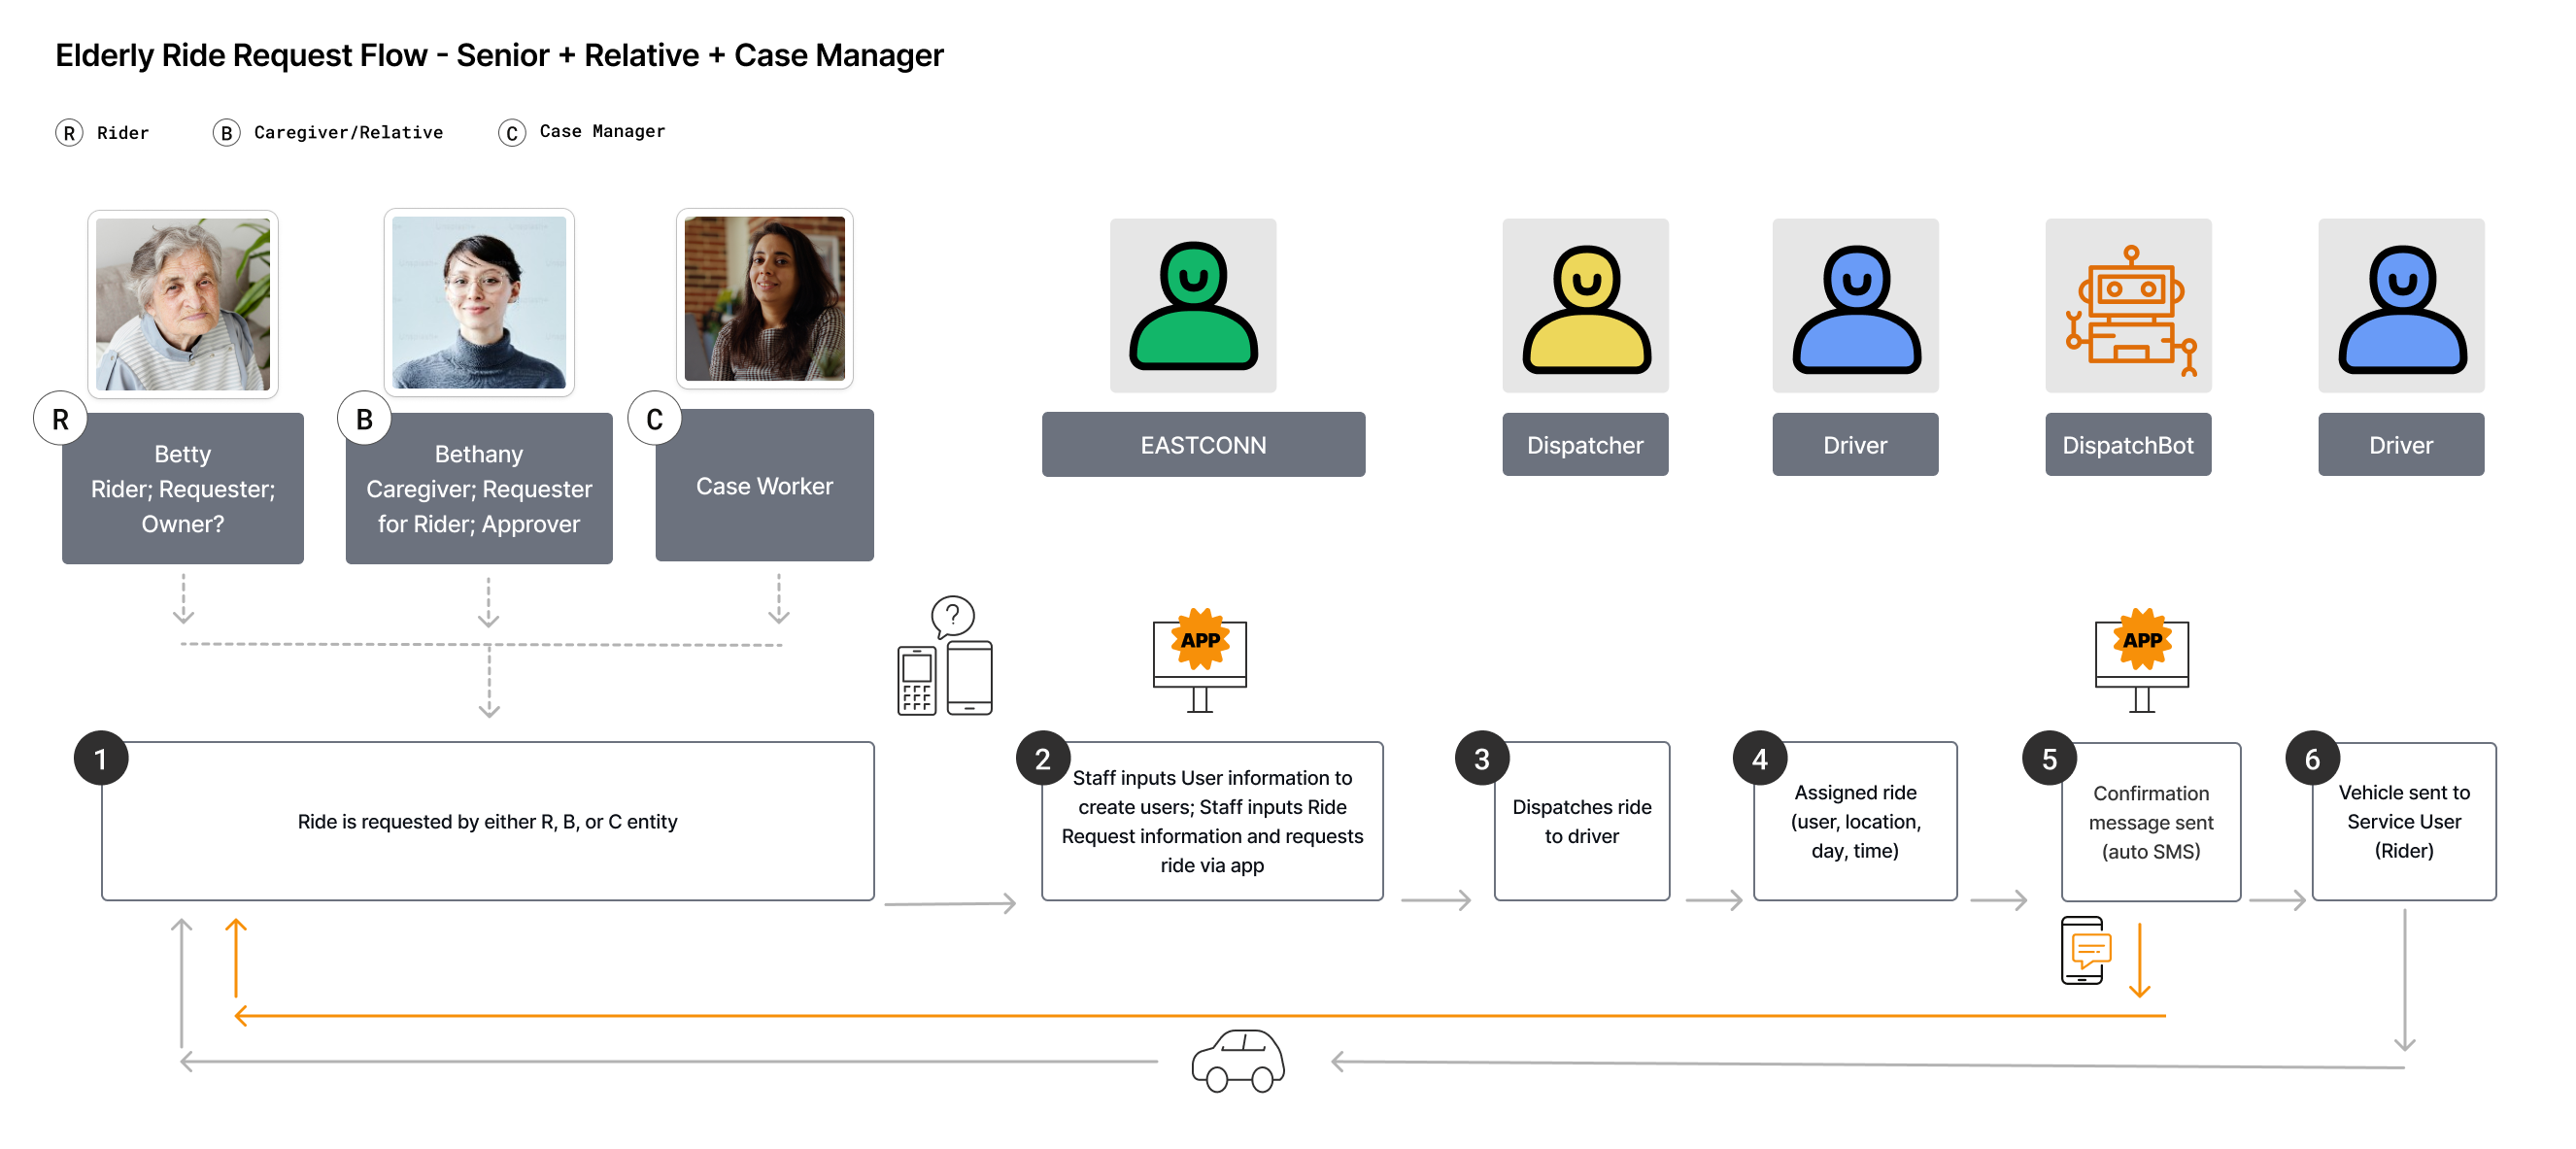 Elderly Ride Request Flow - Senior + Relative + Case Manager
R Rider
B Caregiver/Relative
C Case Manager
R
Betty
Rider; Requester;
Owner?
B
Bethany
Caregiver; Requester
for Rider; Approver
C
Case Worker
EASTCONN
Dispatcher
Driver
DispatchBot
Driver
?
APP
APP
1
Ride is requested by either R, B, or C entity
2
Staff inputs User information to
create users; Staff inputs Ride
Request information and requests
ride via app
3
Dispatches ride
to driver
4
Assigned ride
(user, location,
day, time)
5
Confirmation
message sent
(auto SMS)
6
Vehicle sent to
Service User
(Rider)